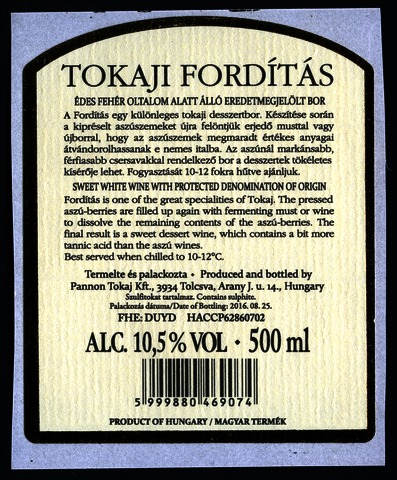 TOKAJI FORDÍTÁS
ÉDES FEHÉR OLTALOM ALATT ÁLLÓ EREDETMEGJELÖLT BOR
A Fordítás egy különleges tokaji desszertbor. Készítése során
a kipréselt aszúszemeket újra felöntjük erjedő musttal vagy
újborral, hogy az aszúszemek megmaradt értékes anyagai
átvándorolhassanak e nemes italba. Az aszúnál markánsabb,
férfiasabb csersavakkal rendelkező bor a desszertek tökéletes
kísérője lehet. Fogyasztását 10-12 fokra hűtve ajánljuk.
SWEET WHITE WINE WITH PROTECTED DENOMINATION OF ORIGIN
Fordítás is one of the great specialities of Tokaj. The pressed
aszú-berries are filled up again with fermenting must or wine
to dissolve the remaining contents of the aszú-berries. The
final result is a sweet dessert wine, which contains a bit more
tannic acid than the aszú wines.
Best served when chilled to 10-12°C.
Termelte és palackozta • Produced and bottled by
Pannon Tokaj Kft., 3934 Tolcsva, Arany J. u. 14., Hungary
Szulfitokat tartalmaz. Contains sulphite.
Palackozás dátuma/Date of Bottling: 2016. 08. 25.
FHE: DUYD HACCP62860702
ALC. 10,5 % VOL • 500 ml
5 999880 469074
PRODUCT OF HUNGARY / MAGYAR TERMÉK